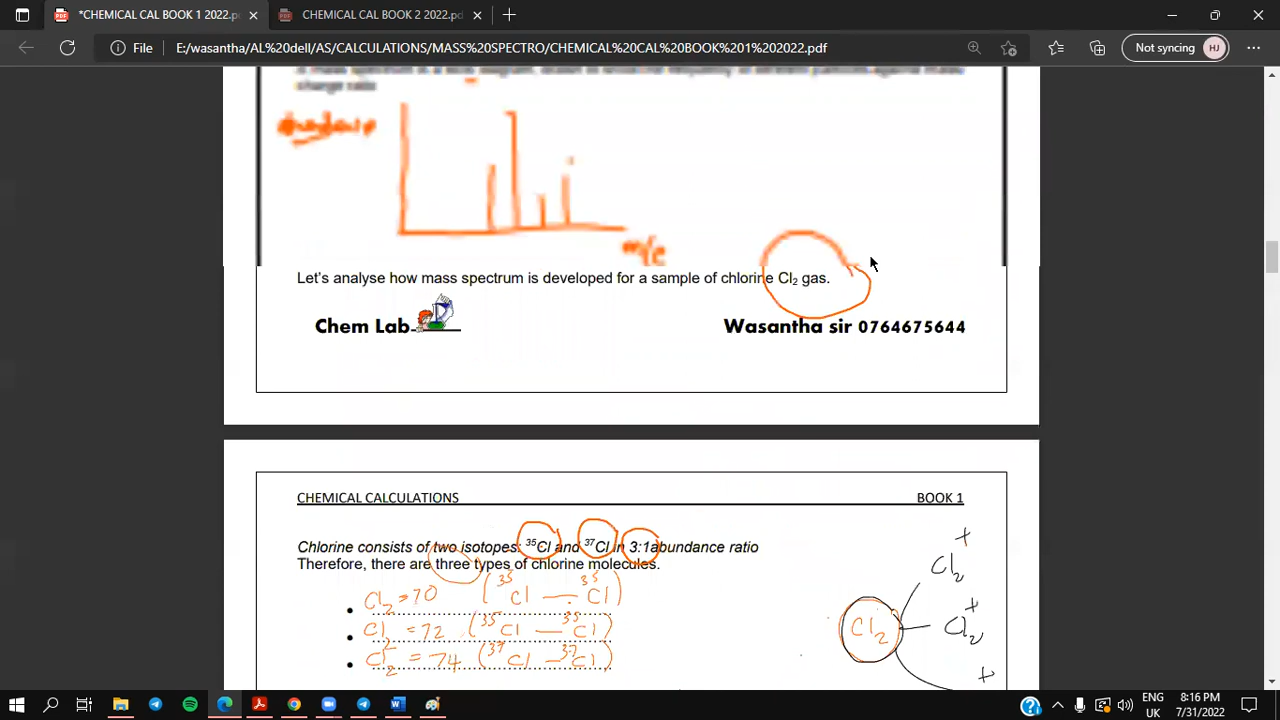 *CHEMICAL CAL BOOK 1 2022.p
CHEMICAL CAL BOOK 2 2022.pd
File E:/wasantha/AL%20dell/AS/CALCULATIONS/MASS%20SPECTRO/CHEMICAL%20CAL%20BOOK%201%202022.pdf
Not syncing HJ
charge ratio
m/e
Let's analyse how mass spectrum is developed for a sample of chlorine Cl₂ gas.
Chem Lab
Wasantha sir 0764675644
CHEMICAL CALCULATIONS BOOK 1
Chlorine consists of two isotopes. ³⁵Cl and ³⁷Cl in 3:1abundance ratio
Therefore, there are three types of chlorine molecules.
Cl₂ = 70 (³⁵Cl — ³⁵Cl)
Cl₂ = 72 (³⁵Cl — ³⁵Cl)
Cl₂ = 74 (³⁷Cl — ³⁷Cl)
Cl₂⁺
Cl₂
Cl₂⁺
+
ENG
UK
8:16 PM
7/31/2022